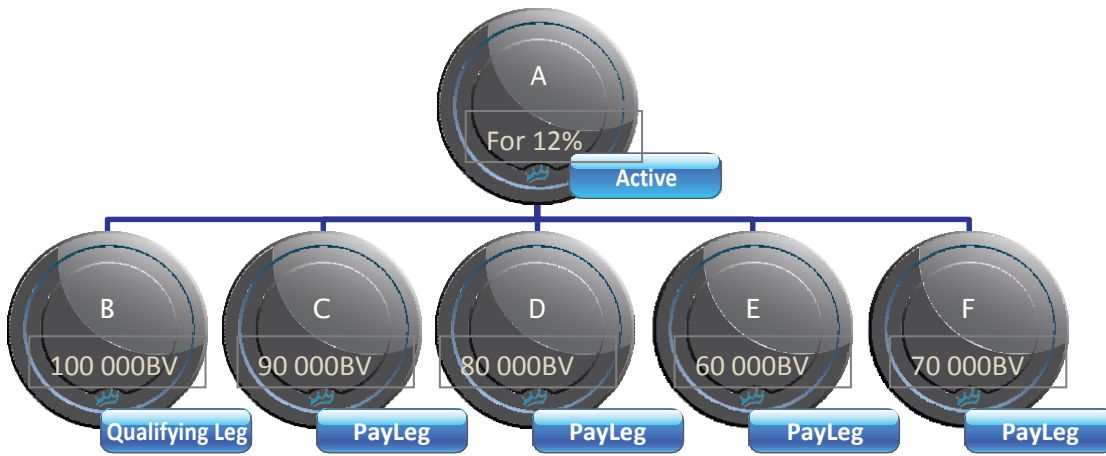 A
For 12%
Active
B
100 000BV
Qualifying Leg
C
90 000BV
PayLeg
D
80 000BV
PayLeg
E
60 000BV
PayLeg
F
70 000BV
PayLeg